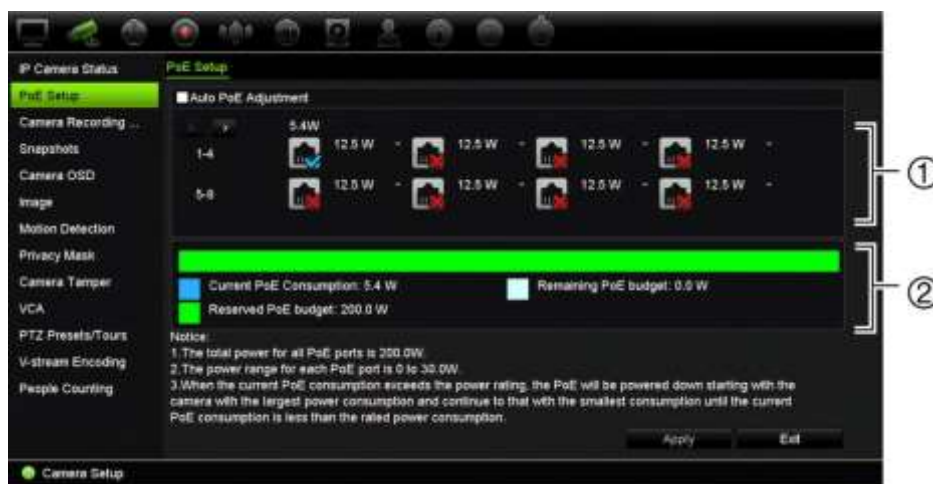 IP Camera Status
PoE Setup
PoE Setup
Auto PoE Adjustment
Camera Recording ...
Snapshots
Camera OSD
Image
Motion Detection
Privacy Mask
Camera Tamper
VCA
PTZ Presets/Tours
V-stream Encoding
People Counting
5.4W
1-4 12.5 W - 12.5 W - 12.5 W - 12.5 W -
5-8 12.5 W - 12.5 W - 12.5 W - 12.5 W -
①
Current PoE Consumption: 5.4 W Remaining PoE budget: 0.0 W
Reserved PoE budget: 200.0 W
②
Notice:
1.The total power for all PoE ports is 200.0W.
2.The power range for each PoE port is 0 to 30.0W.
3.When the current PoE consumption exceeds the power rating, the PoE will be powered down starting with the
camera with the largest power consumption and continue to that with the smallest consumption until the current
PoE consumption is less than the rated power consumption.
Apply Exit
Camera Setup